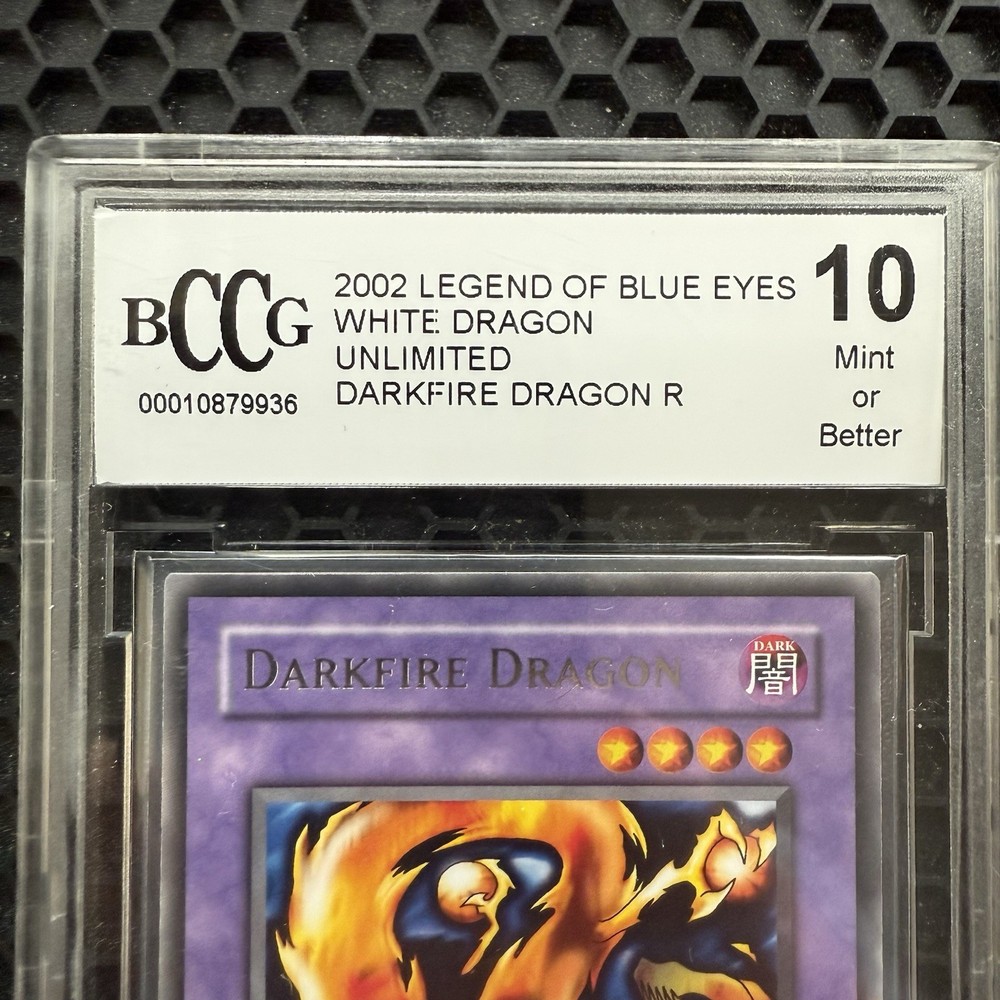 BCCG
00010879936
2002 LEGEND OF BLUE EYES
WHITE DRAGON
UNLIMITED
DARKFIRE DRAGON R
10
Mint
or
Better
DARKFIRE DRAGON
DARK
闇